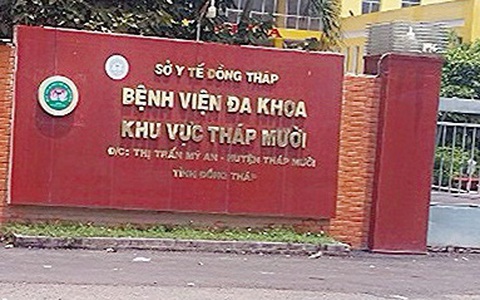 SỞ Y TẾ ĐỒNG THÁP
BỆNH VIỆN ĐA KHOA
KHU VỰC THÁP MƯỜI
Đ/C: THỊ TRẤN MỸ AN - HUYỆN THÁP MƯỜI
TỈNH ĐỒNG THÁP